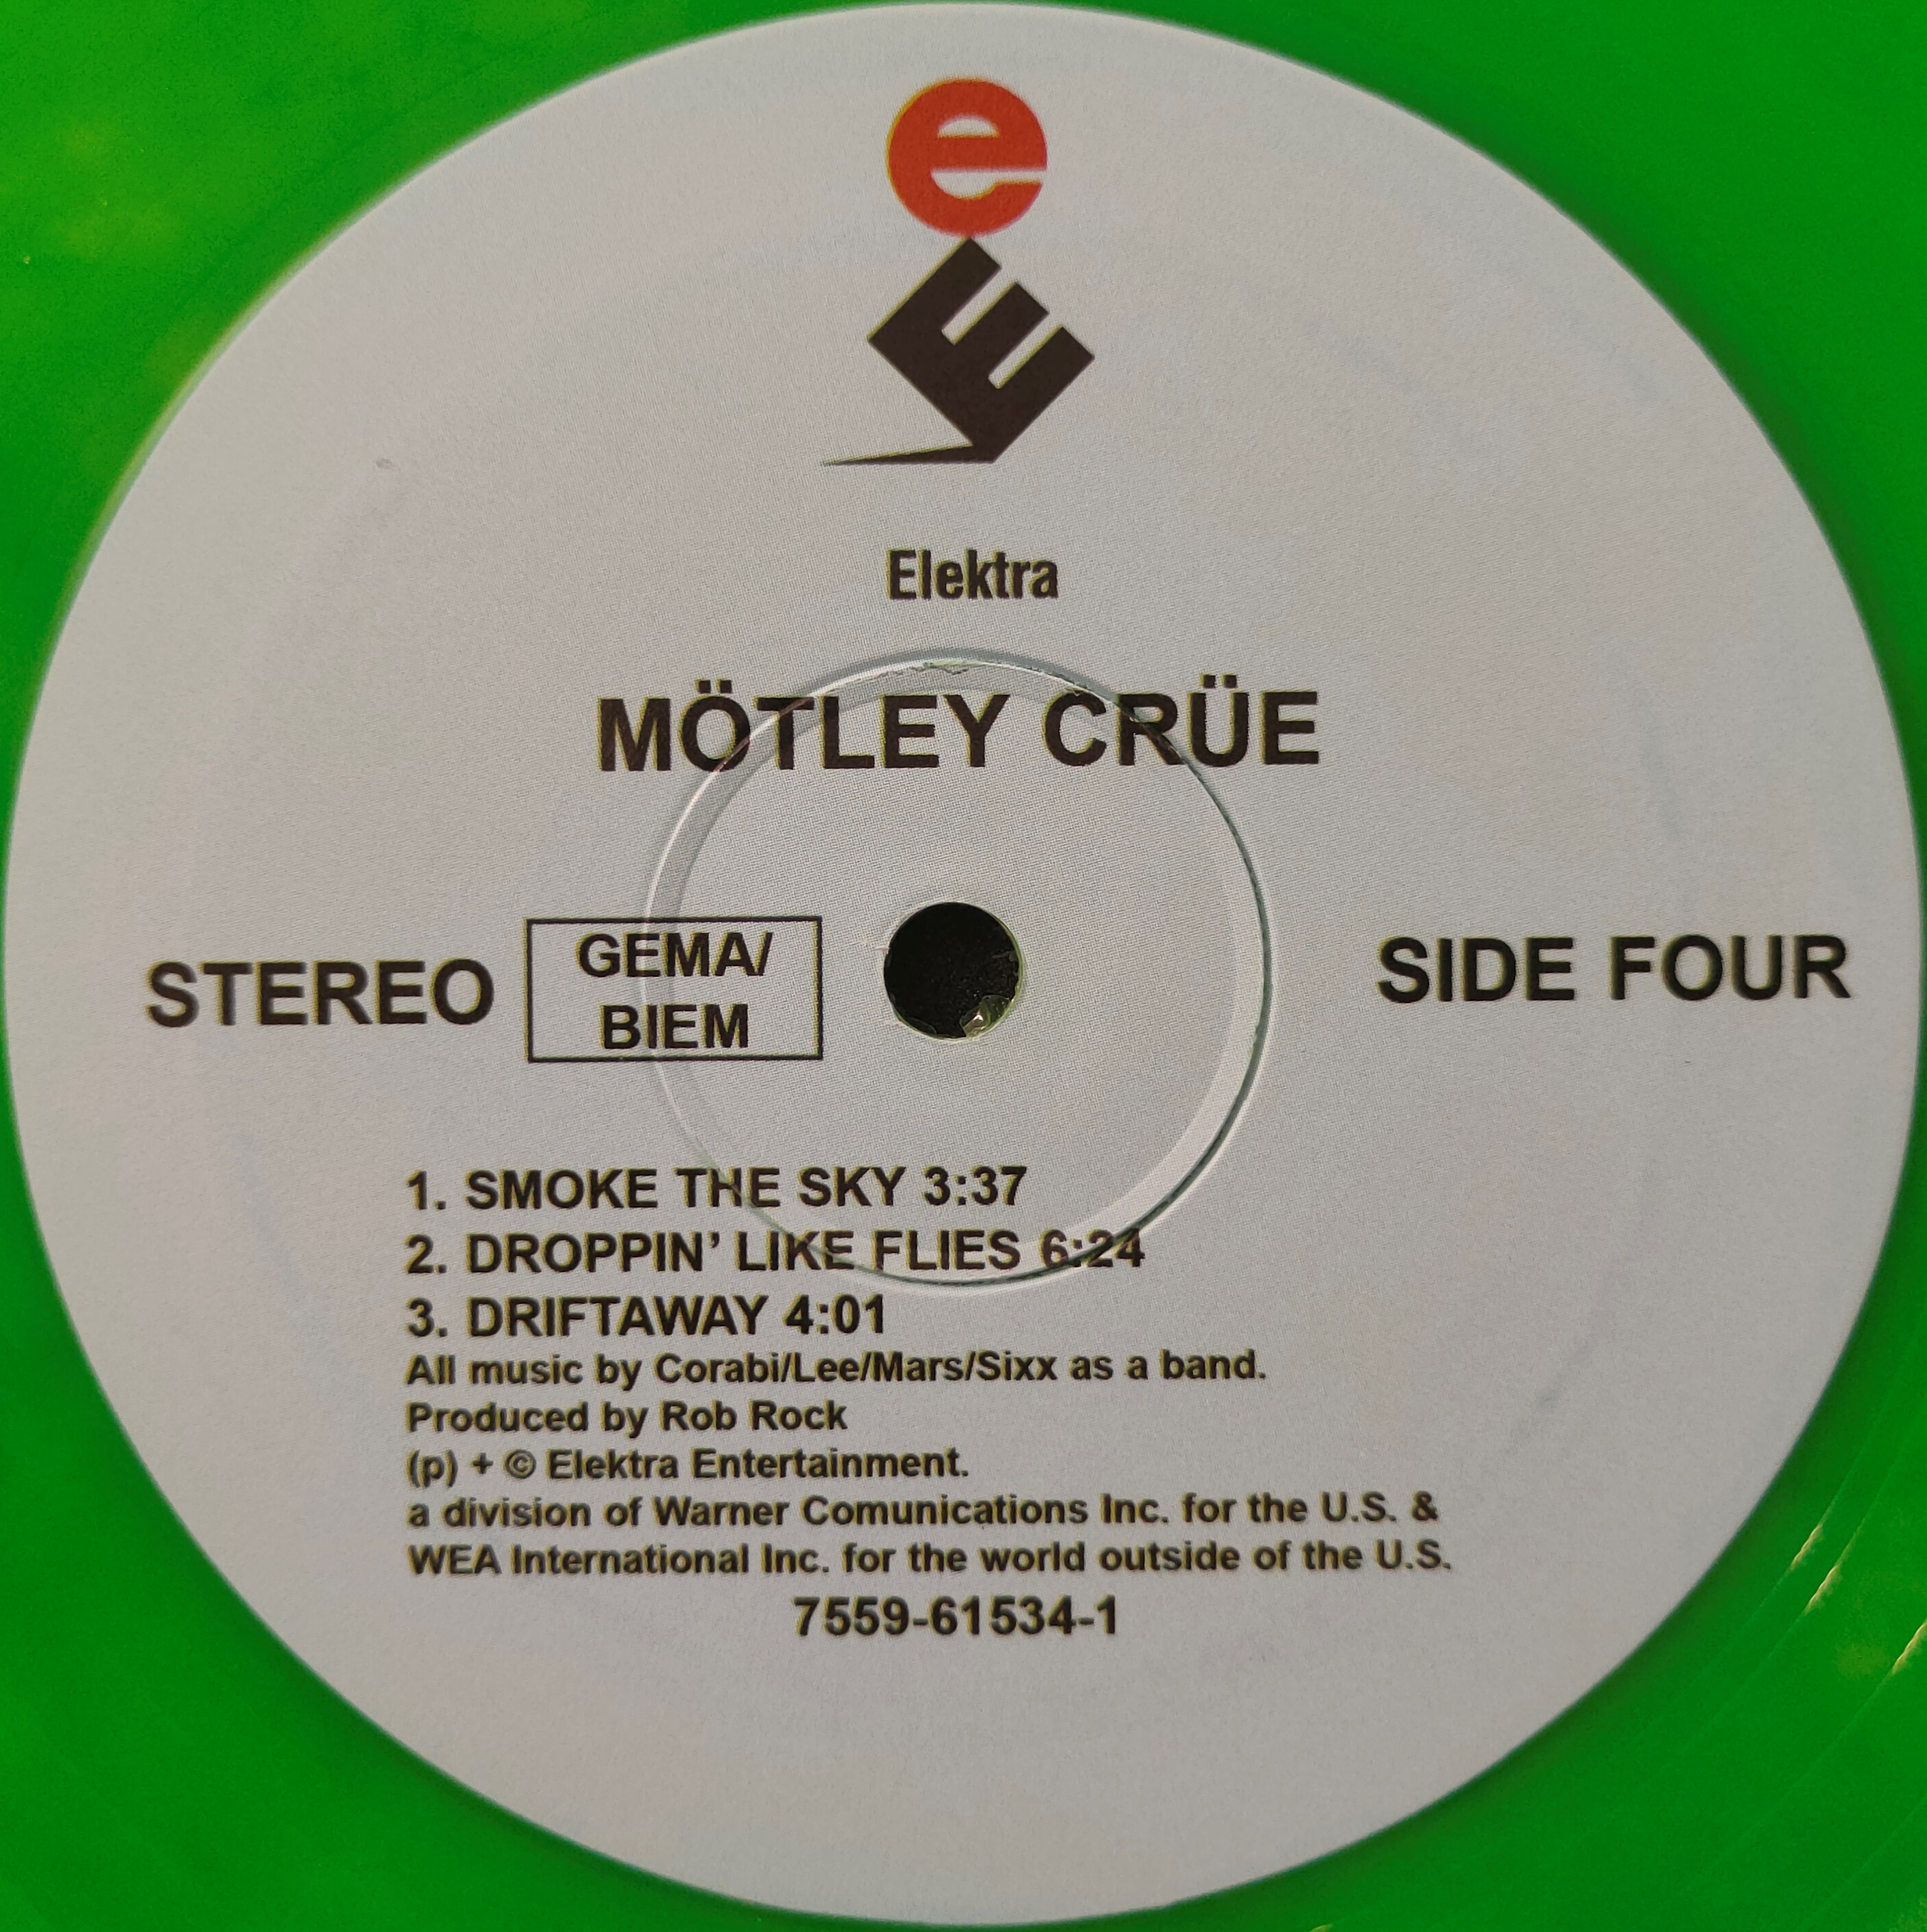 e
E
Elektra
MÖTLEY CRÜE
STEREO
GEMA/
BIEM
SIDE FOUR
1. SMOKE THE SKY 3:37
2. DROPPIN’ LIKE FLIES 6:24
3. DRIFTAWAY 4:01
All music by Corabi/Lee/Mars/Sixx as a band.
Produced by Rob Rock
(p) + © Elektra Entertainment.
a division of Warner Comunications Inc. for the U.S. &
WEA International Inc. for the world outside of the U.S.
7559-61534-1